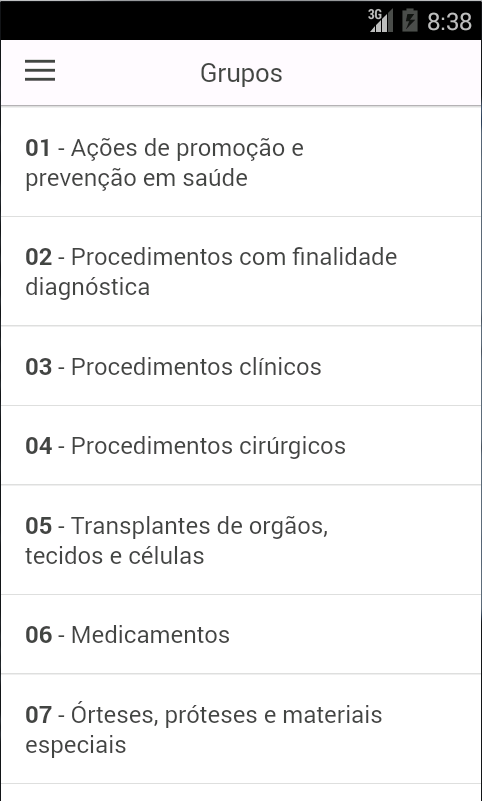 3G 8:38
Grupos
01 - Ações de promoção e
prevenção em saúde
02 - Procedimentos com finalidade
diagnóstica
03 - Procedimentos clínicos
04 - Procedimentos cirúrgicos
05 - Transplantes de orgãos,
tecidos e células
06 - Medicamentos
07 - Órteses, próteses e materiais
especiais